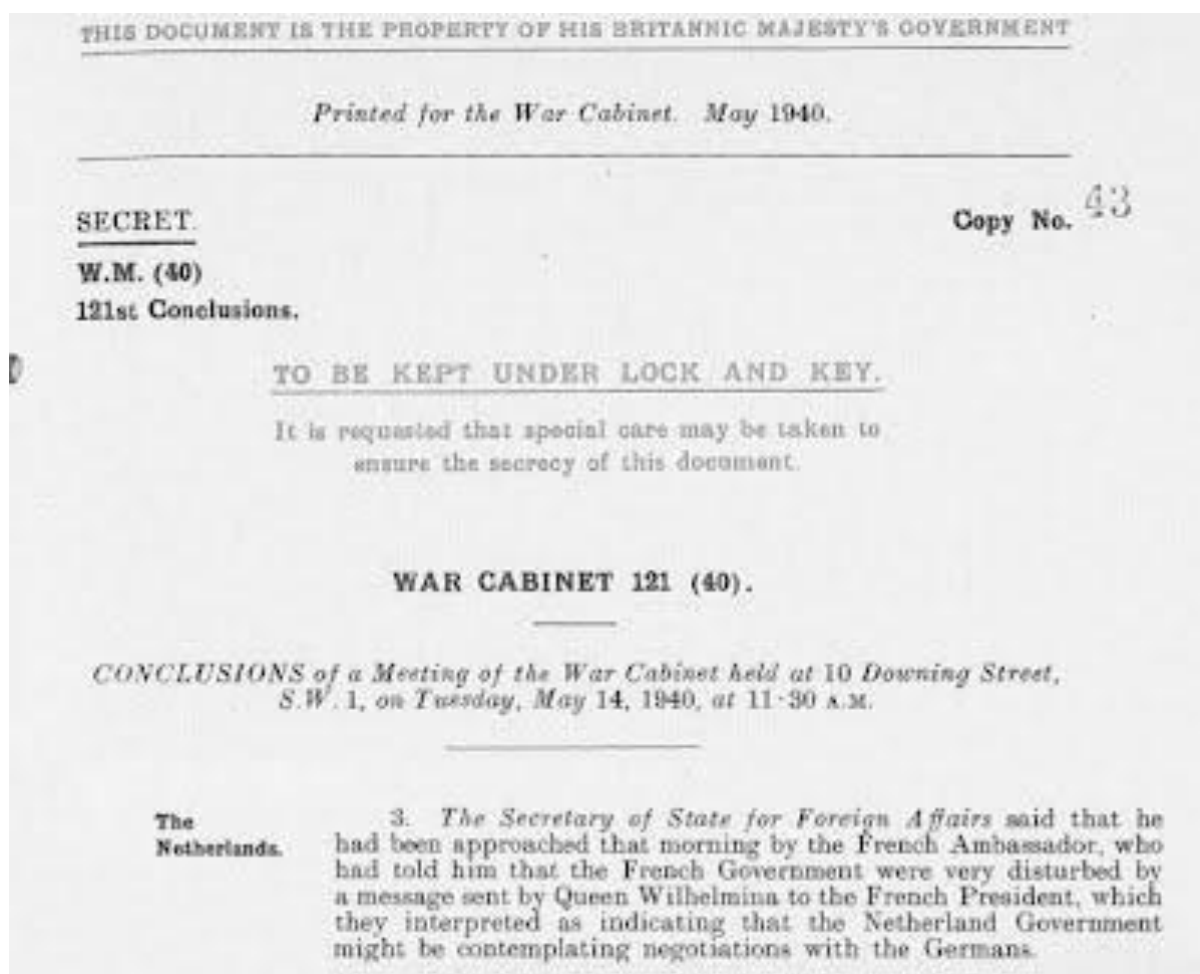 THIS DOCUMENT IS THE PROPERTY OF HIS BRITANNIC MAJESTY'S GOVERNMENT
Printed for the War Cabinet. May 1940.
SECRET.
Copy No. 43
W.M. (40)
121st Conclusions.
TO BE KEPT UNDER LOCK AND KEY.
It is requested that special care may be taken to
ensure the secrecy of this document.
WAR CABINET 121 (40).
CONCLUSIONS of a Meeting of the War Cabinet held at 10 Downing Street,
S.W. 1, on Tuesday, May 14, 1940, at 11·30 A.M.
The
Netherlands.
3. The Secretary of State for Foreign Affairs said that he
had been approached that morning by the French Ambassador, who
had told him that the French Government were very disturbed by
a message sent by Queen Wilhelmina to the French President, which
they interpreted as indicating that the Netherland Government
might be contemplating negotiations with the Germans.